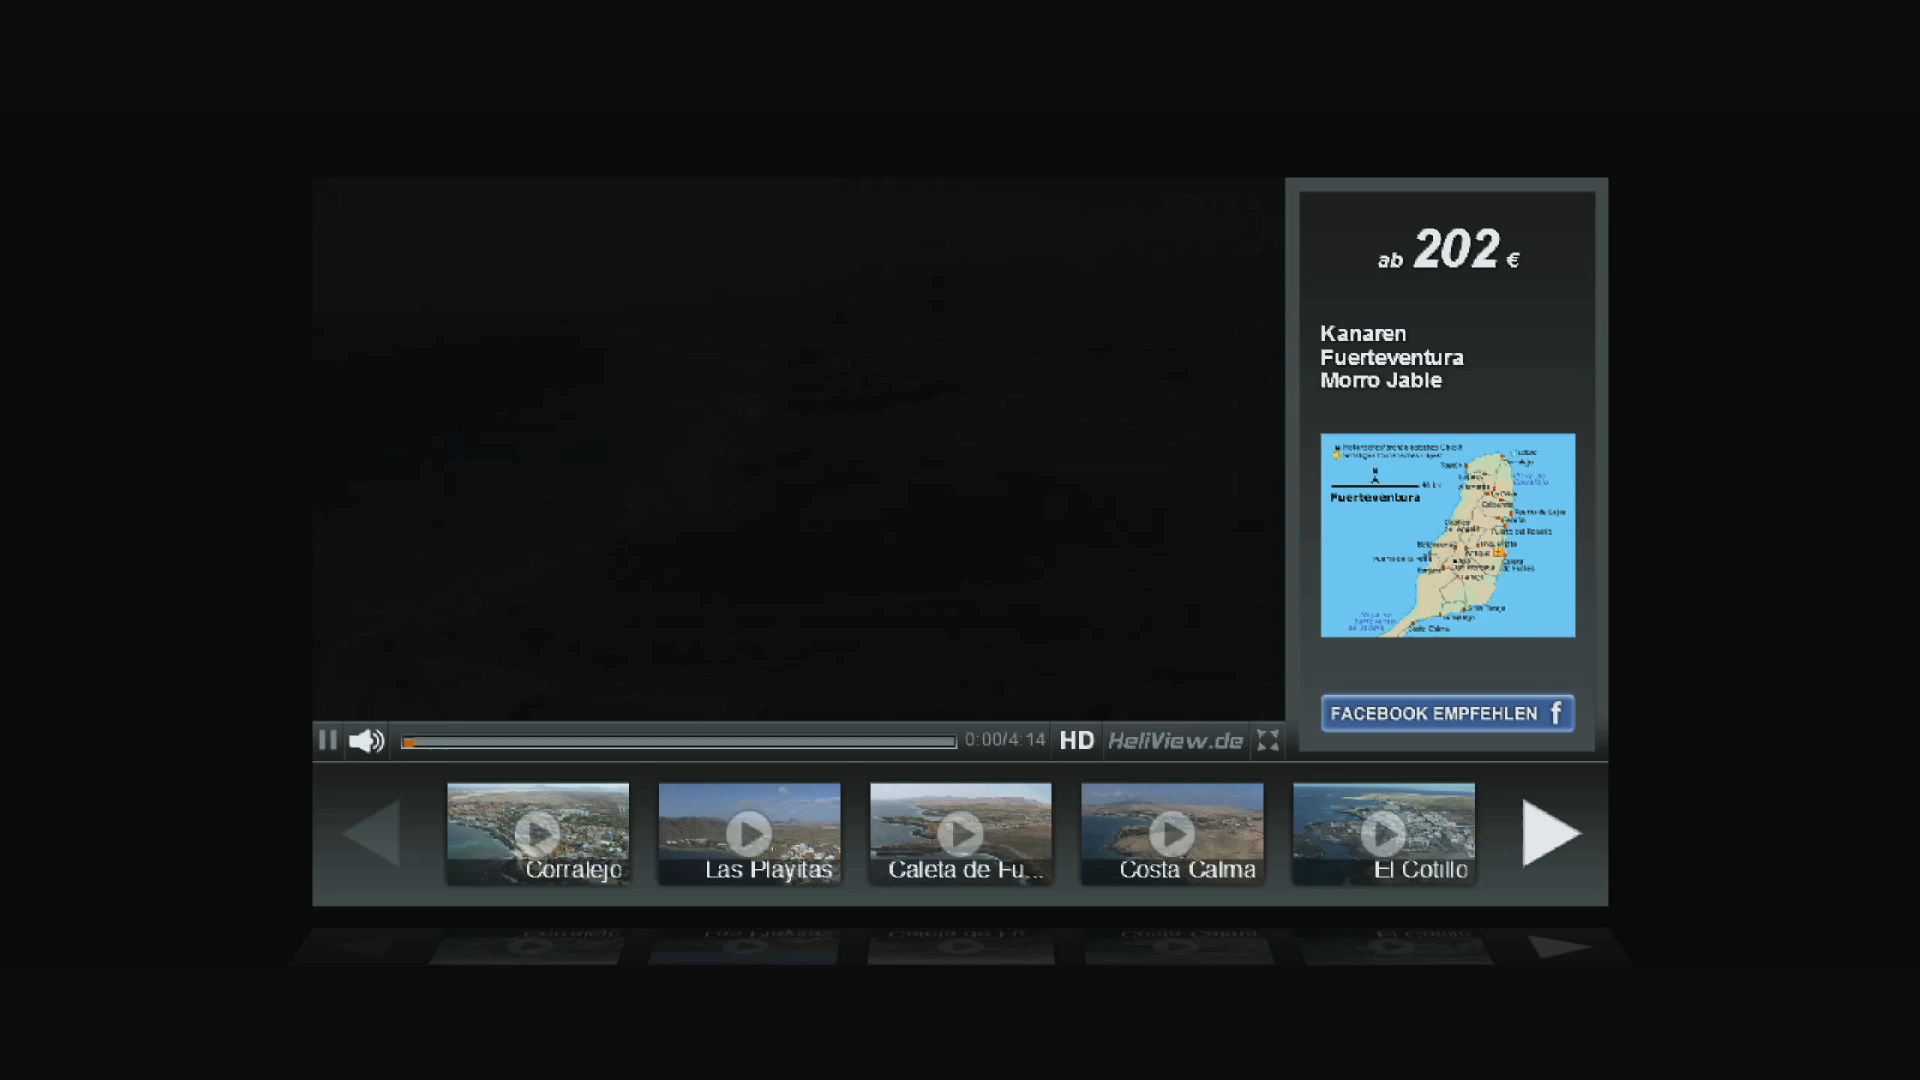 ab 202 €
Kanaren
Fuerteventura
Morro Jable
Fuerteventura
FACEBOOK EMPFEHLEN f
0:00/4:14 HD HeliView.de
Corralejo
Las Playitas
Caleta de Fu...
Costa Calma
El Cotillo